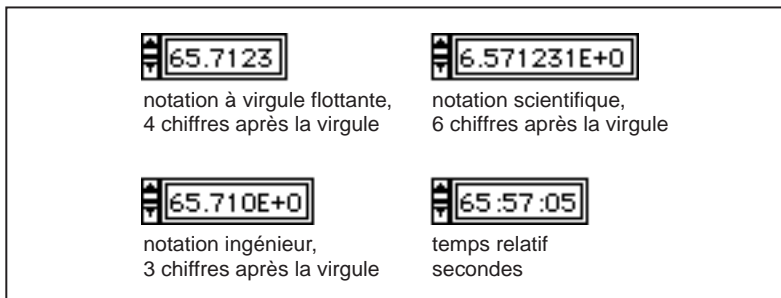 65.7123
notation à virgule flottante,
4 chiffres après la virgule
6.571231E+0
notation scientifique,
6 chiffres après la virgule
65.710E+0
notation ingénieur,
3 chiffres après la virgule
65:57:05
temps relatif
secondes